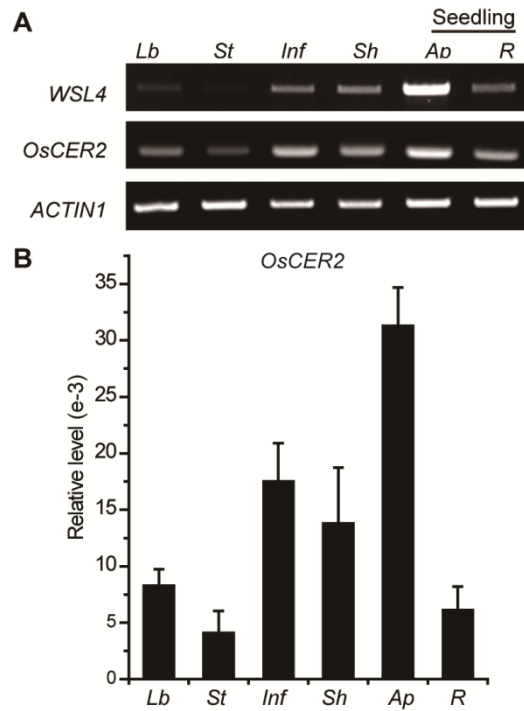 A
Seedling
Lb St Inf Sh Ap R
WSL4
OsCER2
ACTIN1
B
OsCER2
Relative level (e-3)
35
30
25
20
15
10
5
0
Lb St Inf Sh Ap R